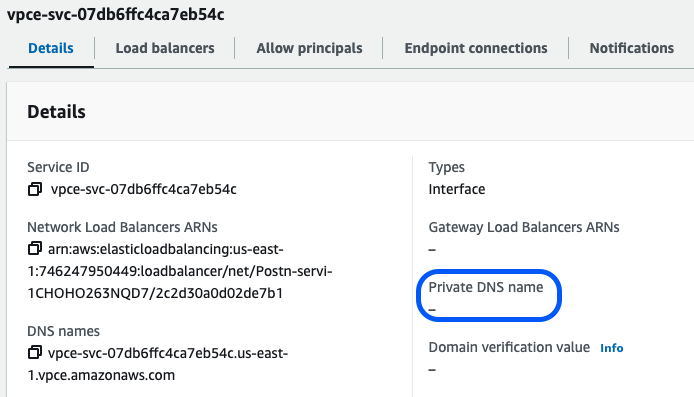 vpce-svc-07db6ffc4ca7eb54c
Details
Load balancers
Allow principals
Endpoint connections
Notifications
Details
Service ID
vpce-svc-07db6ffc4ca7eb54c
Network Load Balancers ARNs
arn:aws:elasticloadbalancing:us-east-
1:746247950449:loadbalancer/net/Postn-servi-
1CHOHO263NQD7/2c2d30a0d02de7b1
DNS names
vpce-svc-07db6ffc4ca7eb54c.us-east-
1.vpce.amazonaws.com
Types
Interface
Gateway Load Balancers ARNs
–
Private DNS name
–
Domain verification value Info
–